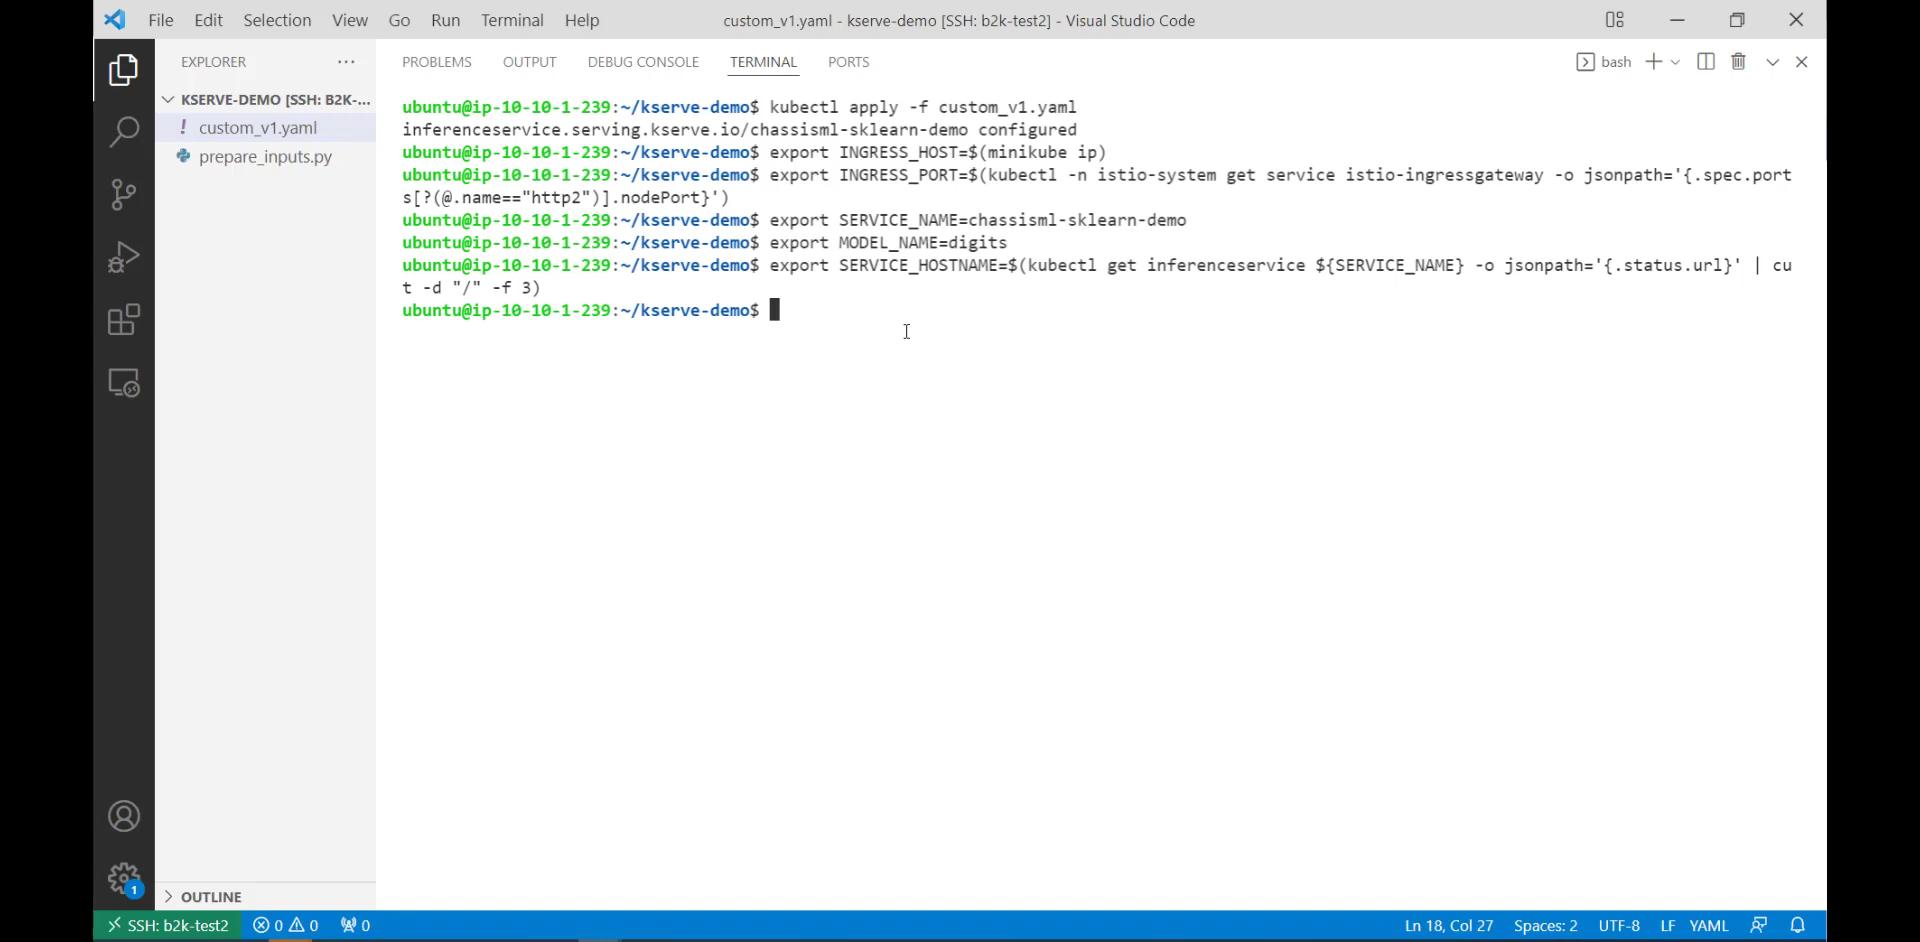 File Edit Selection View Go Run Terminal Help custom_v1.yaml - kserve-demo [SSH: b2k-test2] - Visual Studio Code
EXPLORER
KSERVE-DEMO [SSH: B2K-...
! custom_v1.yaml
prepare_inputs.py
PROBLEMS OUTPUT DEBUG CONSOLE TERMINAL PORTS bash
ubuntu@ip-10-10-1-239:~/kserve-demo$ kubectl apply -f custom_v1.yaml
inferenceservice.serving.kserve.io/chassisml-sklearn-demo configured
ubuntu@ip-10-10-1-239:~/kserve-demo$ export INGRESS_HOST=$(minikube ip)
ubuntu@ip-10-10-1-239:~/kserve-demo$ export INGRESS_PORT=$(kubectl -n istio-system get service istio-ingressgateway -o jsonpath='{.spec.port
s[?(@.name=="http2")].nodePort}')
ubuntu@ip-10-10-1-239:~/kserve-demo$ export SERVICE_NAME=chassisml-sklearn-demo
ubuntu@ip-10-10-1-239:~/kserve-demo$ export MODEL_NAME=digits
ubuntu@ip-10-10-1-239:~/kserve-demo$ export SERVICE_HOSTNAME=$(kubectl get inferenceservice ${SERVICE_NAME} -o jsonpath='{.status.url}' | cu
t -d "/" -f 3)
ubuntu@ip-10-10-1-239:~/kserve-demo$
1
OUTLINE
SSH: b2k-test2 0 0 0 Ln 18, Col 27 Spaces: 2 UTF-8 LF YAML